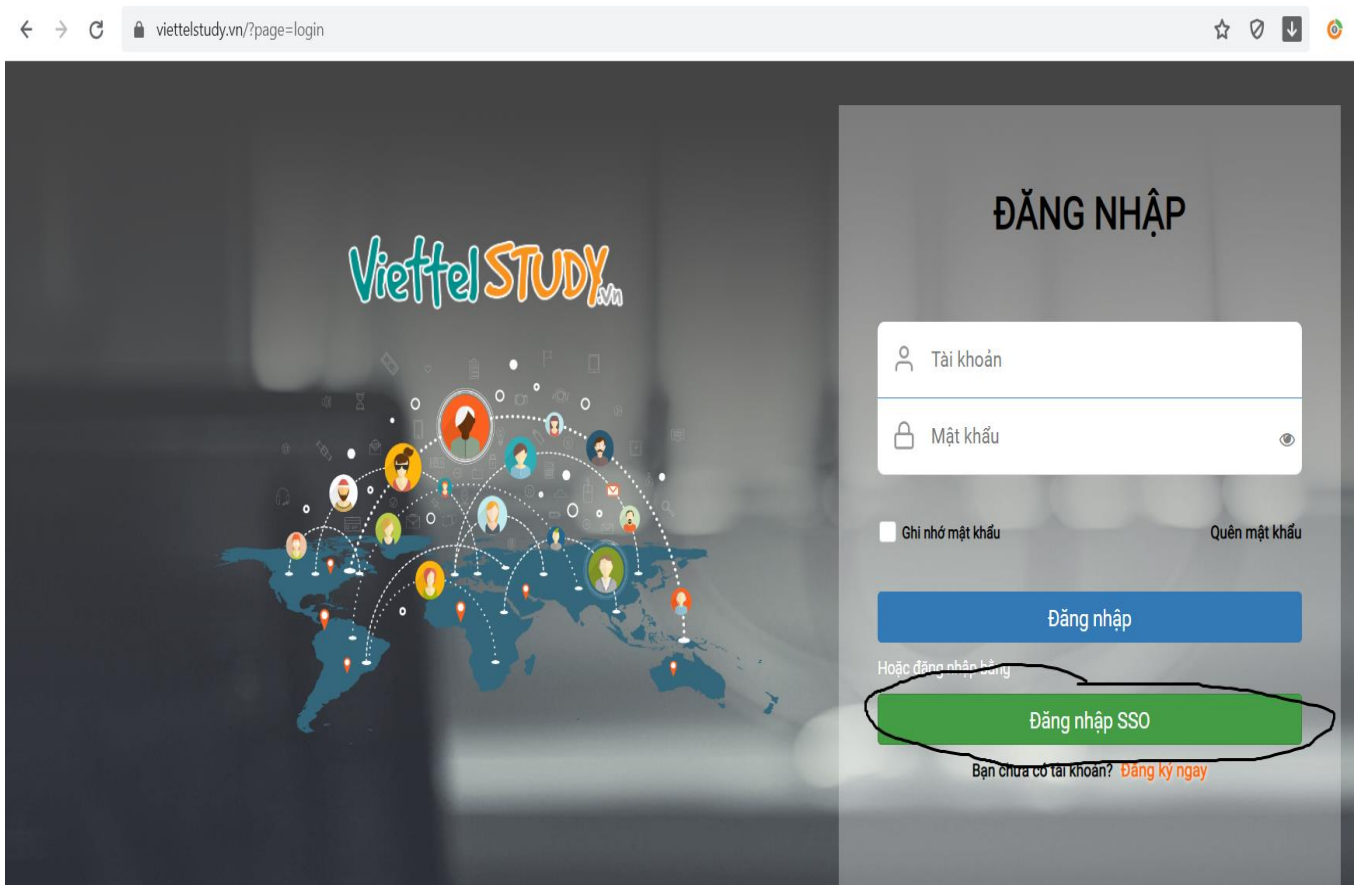 viettelstudy.vn/?page=login
ViettelSTUDY.vn
ĐĂNG NHẬP
Tài khoản
Mật khẩu
Ghi nhớ mật khẩu Quên mật khẩu
Đăng nhập
Hoặc đăng nhập bằng
Đăng nhập SSO
Bạn chưa có tài khoản? Đăng ký ngay